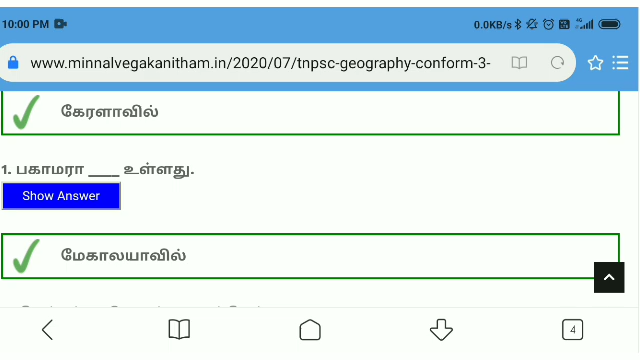 10:00 PM
0.0KB/s
www.minnalvegakanitham.in/2020/07/tnpsc-geography-conform-3-
கேரளாவில்
1. பகாமரா ____ உள்ளது.
Show Answer
மேகாலயாவில்
4